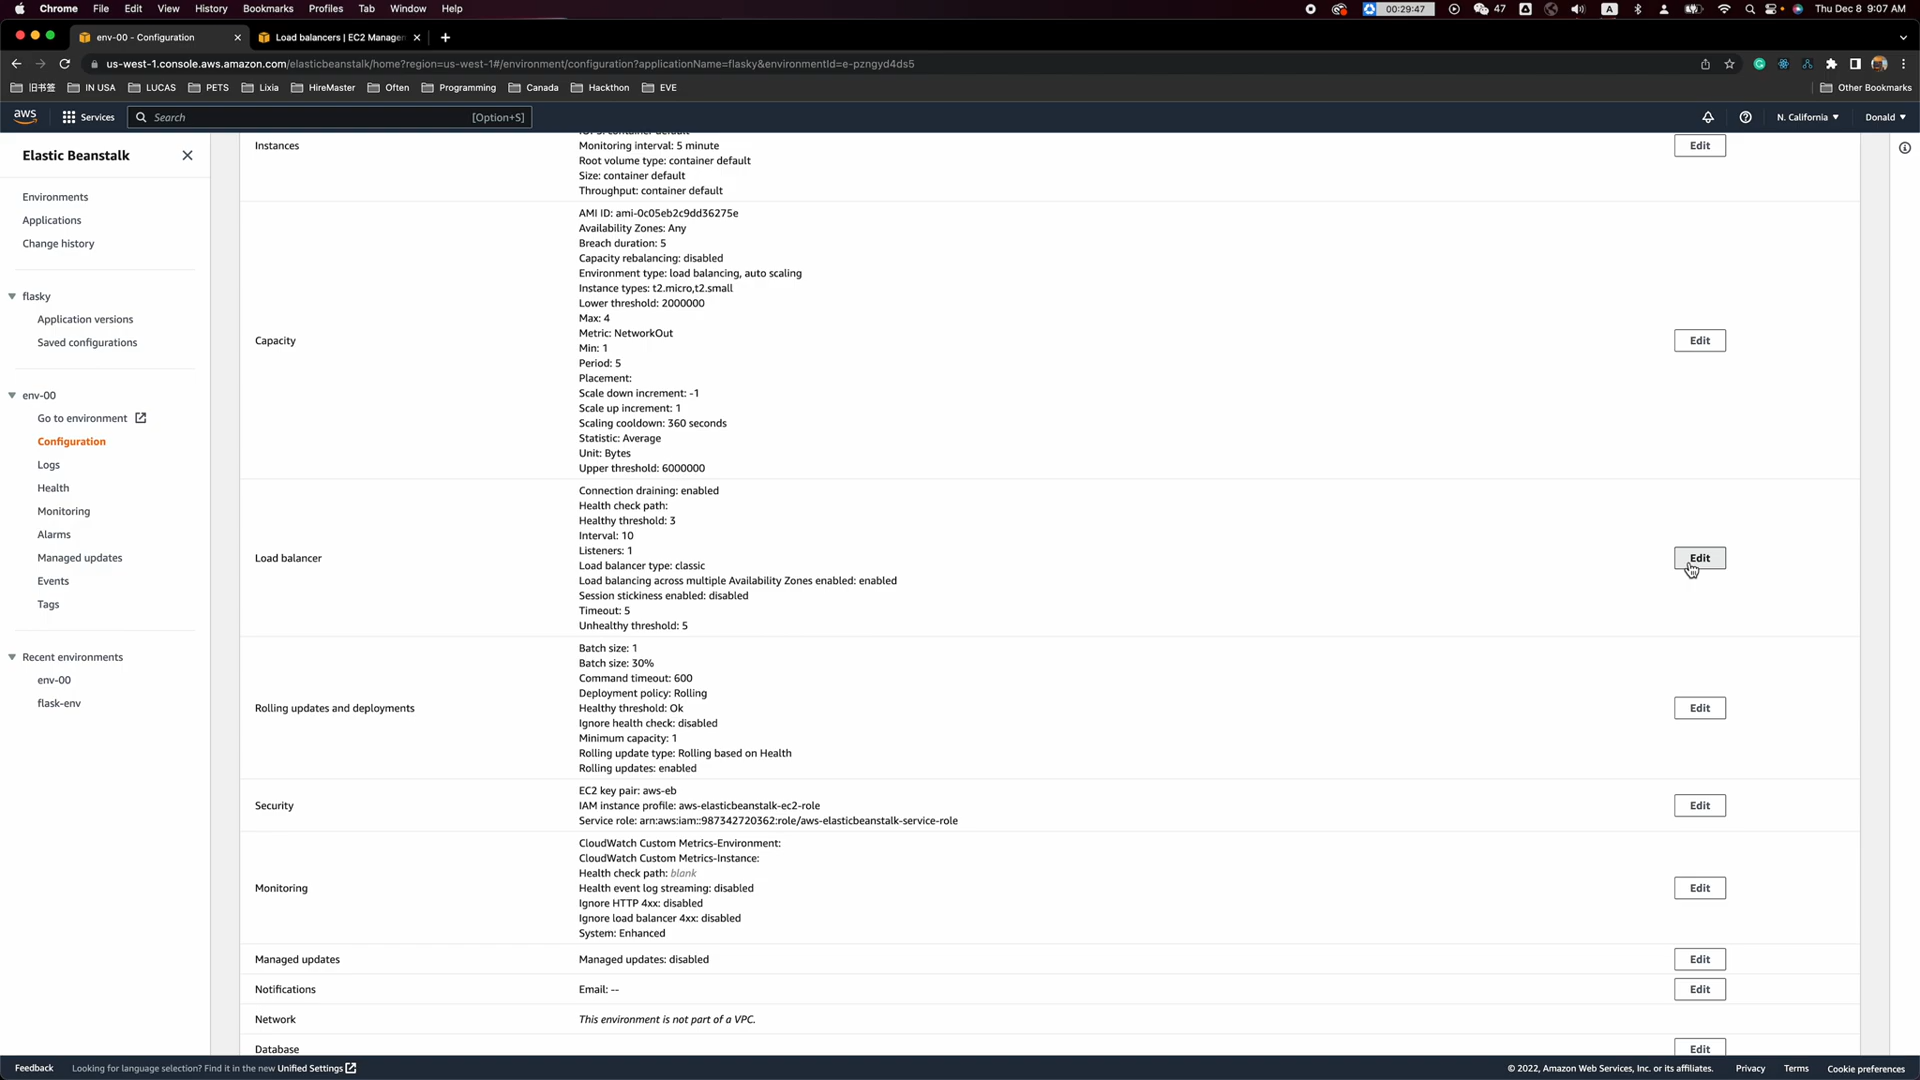 Chrome File Edit View History Bookmarks Profiles Tab Window Help 00:29:47 47 A Thu Dec 8 9:07 AM
env-00 - Configuration
Load balancers | EC2 Manage
us-west-1.console.aws.amazon.com/elasticbeanstalk/home?region=us-west-1#/environment/configuration?applicationName=flasky&environmentId=e-pzngyd4ds5
旧书签 IN USA LUCAS PETS Lixia HireMaster Often Programming Canada Hackthon EVE Other Bookmarks
aws Services Search [Option+S] N. California Donald
Elastic Beanstalk
Environments
Applications
Change history
flasky
Application versions
Saved configurations
env-00
Go to environment
Configuration
Logs
Health
Monitoring
Alarms
Managed updates
Events
Tags
Recent environments
env-00
flask-env
Instances
Monitoring interval: 5 minute
Root volume type: container default
Size: container default
Throughput: container default
Edit
Capacity
AMI ID: ami-0c05eb2c9dd36275e
Availability Zones: Any
Breach duration: 5
Capacity rebalancing: disabled
Environment type: load balancing, auto scaling
Instance types: t2.micro,t2.small
Lower threshold: 2000000
Max: 4
Metric: NetworkOut
Min: 1
Period: 5
Placement:
Scale down increment: -1
Scale up increment: 1
Scaling cooldown: 360 seconds
Statistic: Average
Unit: Bytes
Upper threshold: 6000000
Edit
Load balancer
Connection draining: enabled
Health check path:
Healthy threshold: 3
Interval: 10
Listeners: 1
Load balancer type: classic
Load balancing across multiple Availability Zones enabled: enabled
Session stickiness enabled: disabled
Timeout: 5
Unhealthy threshold: 5
Edit
Rolling updates and deployments
Batch size: 1
Batch size: 30%
Command timeout: 600
Deployment policy: Rolling
Healthy threshold: Ok
Ignore health check: disabled
Minimum capacity: 1
Rolling update type: Rolling based on Health
Rolling updates: enabled
Edit
Security
EC2 key pair: aws-eb
IAM instance profile: aws-elasticbeanstalk-ec2-role
Service role: arn:aws:iam::987342720362:role/aws-elasticbeanstalk-service-role
Edit
Monitoring
CloudWatch Custom Metrics-Environment:
CloudWatch Custom Metrics-Instance:
Health check path: blank
Health event log streaming: disabled
Ignore HTTP 4xx: disabled
Ignore load balancer 4xx: disabled
System: Enhanced
Edit
Managed updates
Managed updates: disabled
Edit
Notifications
Email: --
Edit
Network
This environment is not part of a VPC.
Database
Edit
Feedback Looking for language selection? Find it in the new Unified Settings © 2022, Amazon Web Services, Inc. or its affiliates. Privacy Terms Cookie preferences